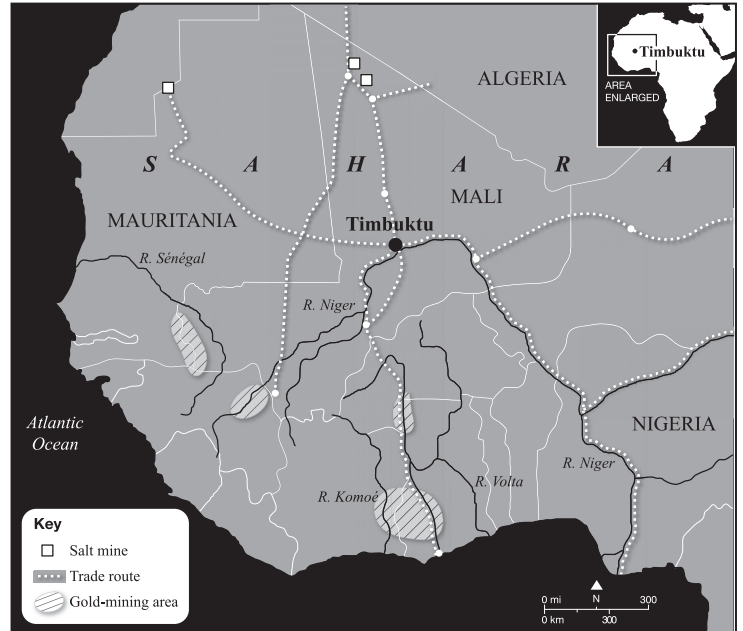 Timbuktu
AREA
ENLARGED
ALGERIA
S A H A R A
MALI
MAURITANIA
Timbuktu
R. Sénégal
R. Niger
Atlantic
Ocean
NIGERIA
R. Niger
R. Volta
R. Komoé
Key
Salt mine
Trade route
Gold-mining area
0 mi N 300
0 km 300